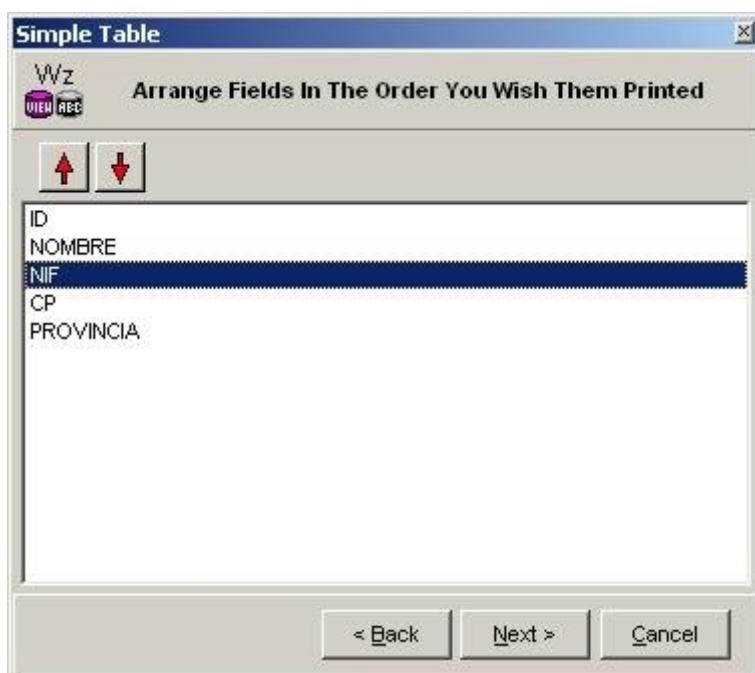 Simple Table
Wz
VIEW ABC
Arrange Fields In The Order You Wish Them Printed
ID
NOMBRE
NIF
CP
PROVINCIA
< Back
Next >
Cancel